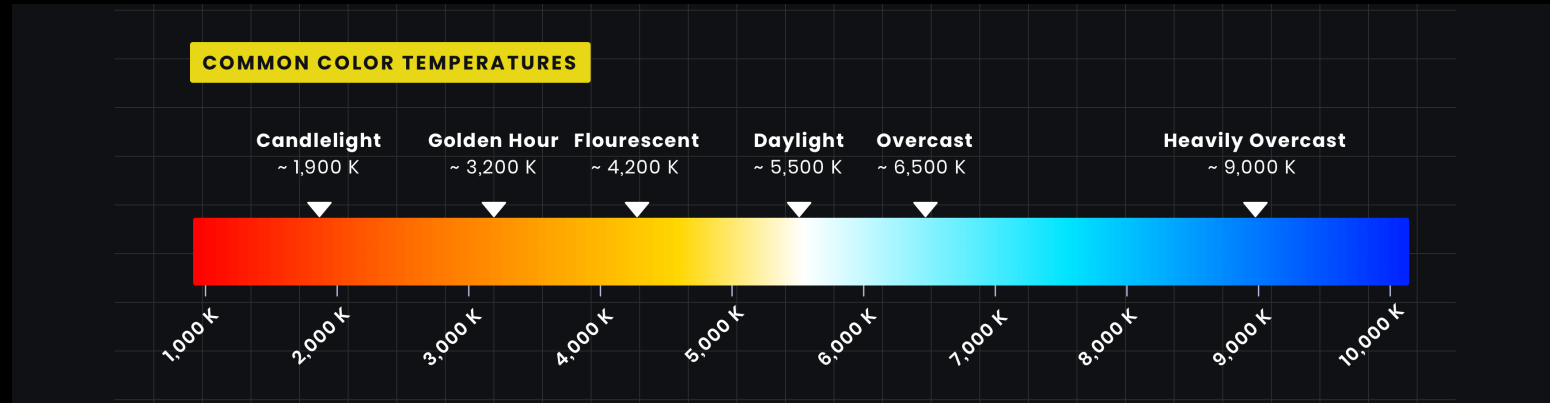 COMMON COLOR TEMPERATURES
Candlelight Golden Hour Flourescent Daylight Overcast Heavily Overcast
~ 1,900 K ~ 3,200 K ~ 4,200 K ~ 5,500 K ~ 6,500 K ~ 9,000 K
1,000 K 2,000 K 3,000 K 4,000 K 5,000 K 6,000 K 7,000 K 8,000 K 9,000 K 10,000 K